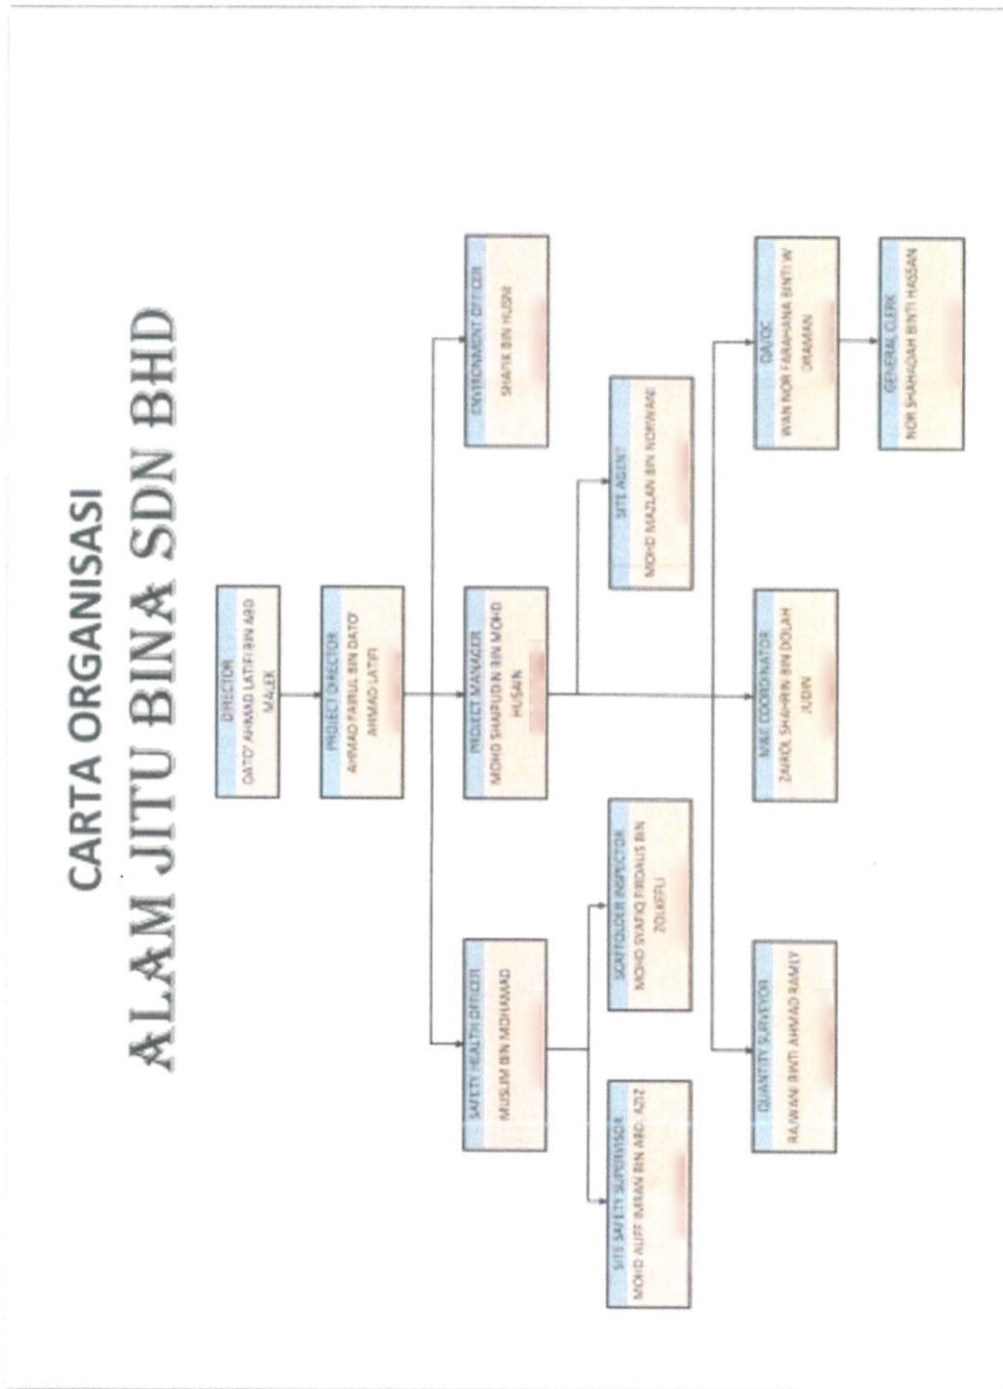 CARTA ORGANISASI
ALAM JITU BINA SDN BHD
DIRECTOR
DATO' AHMAD LATIFI BIN ABD
MALEK
PROJECT DIRECTOR
AHMAD FAIRUL BIN DATO'
AHMAD LATIFI
SAFETY HEALTH OFFICER
MUSLIM BIN MOHAMAD
PROJECT MANAGER
MOHD SHAIFUDIN BIN MOHD
HUSAIN
ENVIRONMENT OFFICER
SHAFIK BIN HUSNI
SITE SAFETY SUPERVISOR
MOHD ALIFF IMRAN BIN ABD. AZIZ
SCAFFOLDER INSPECTOR
MOHD SYAFIQ FIRDAUS BIN
ZOLKEFLI
SITE AGENT
MOHD MAZLAN BIN NORWANI
QUANTITY SURVEYOR
RAJWANI BINTI AHMAD RAMLY
M&E COORDINATOR
ZAIROL SHAHRIN BIN DOLAH
JUDIN
QA/QC
WAN NOR FARAHANA BINTI W
DRAMAN
GENERAL CLERK
NOR SHAHADAH BINTI HASSAN